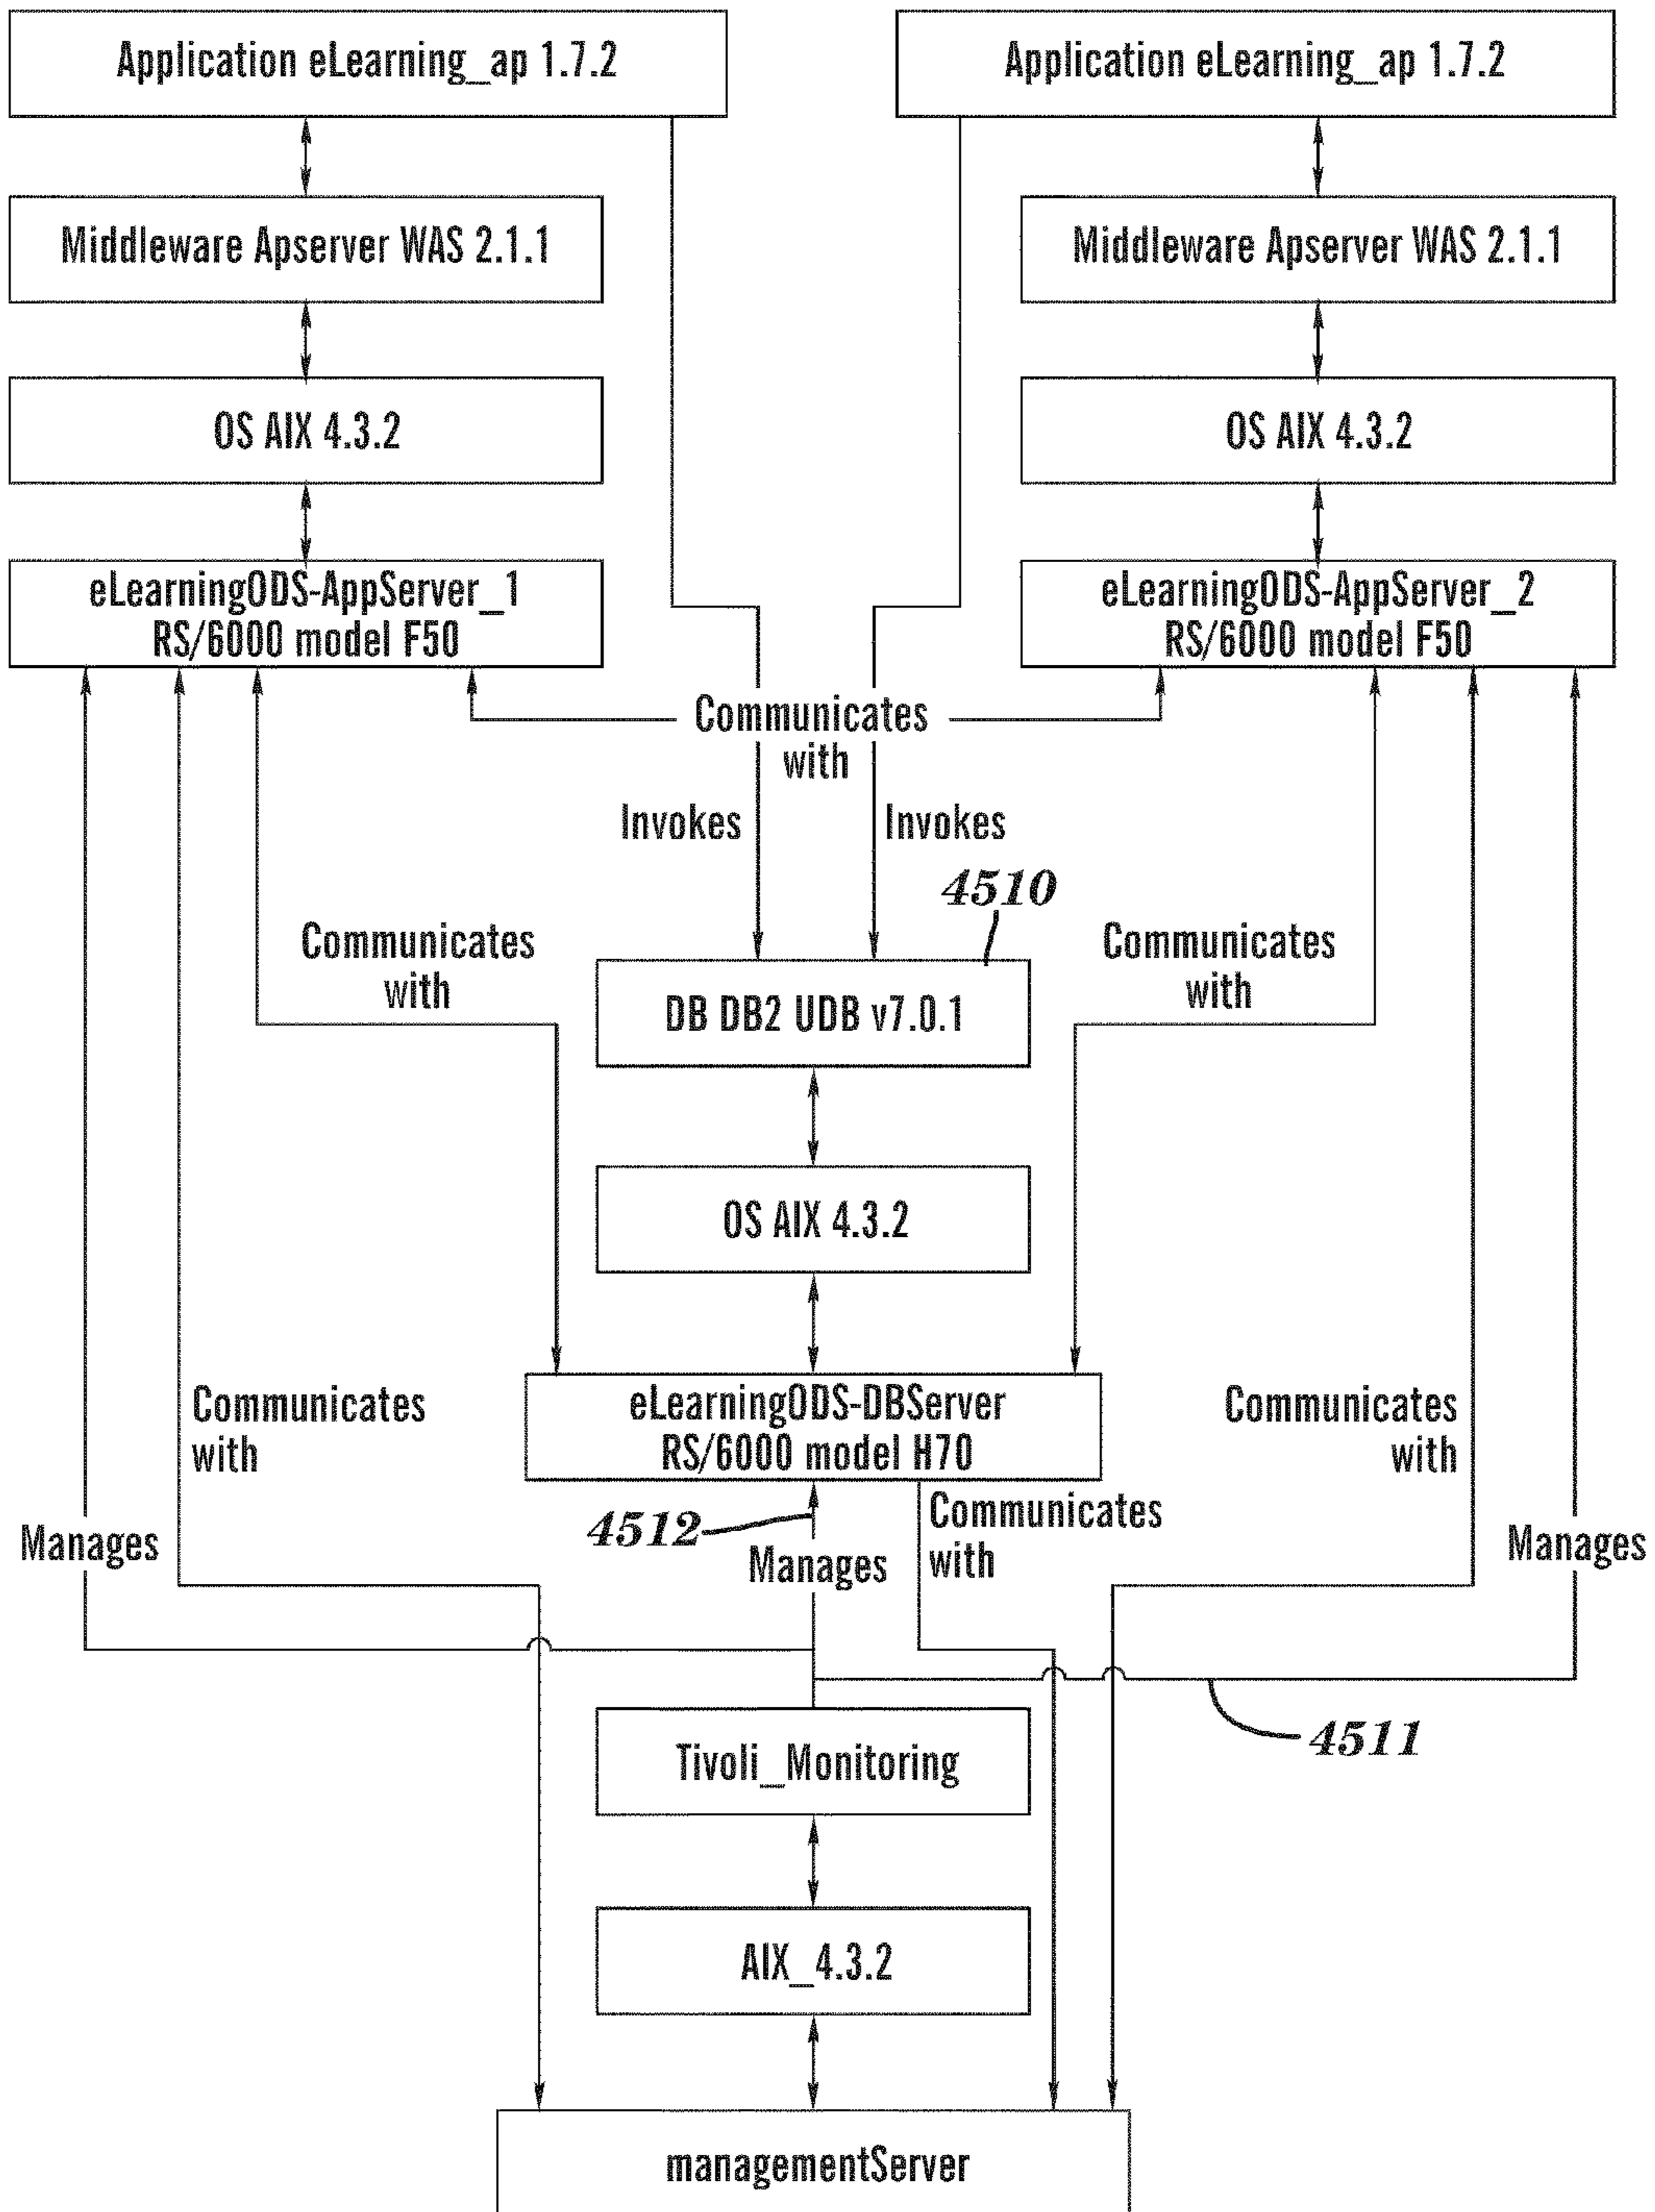 Application eLearning_ap 1.7.2
Application eLearning_ap 1.7.2
Middleware Apserver WAS 2.1.1
Middleware Apserver WAS 2.1.1
OS AIX 4.3.2
OS AIX 4.3.2
eLearningODS-AppServer_1
RS/6000 model F50
eLearningODS-AppServer_2
RS/6000 model F50
Communicates
with
Invokes
Invokes
4510
Communicates
with
Communicates
with
DB DB2 UDB v7.0.1
OS AIX 4.3.2
eLearningODS-DBServer
RS/6000 model H70
Communicates
with
Communicates
with
4512
Communicates
with
Manages
Manages
Manages
Tivoli_Monitoring
4511
AIX_4.3.2
managementServer